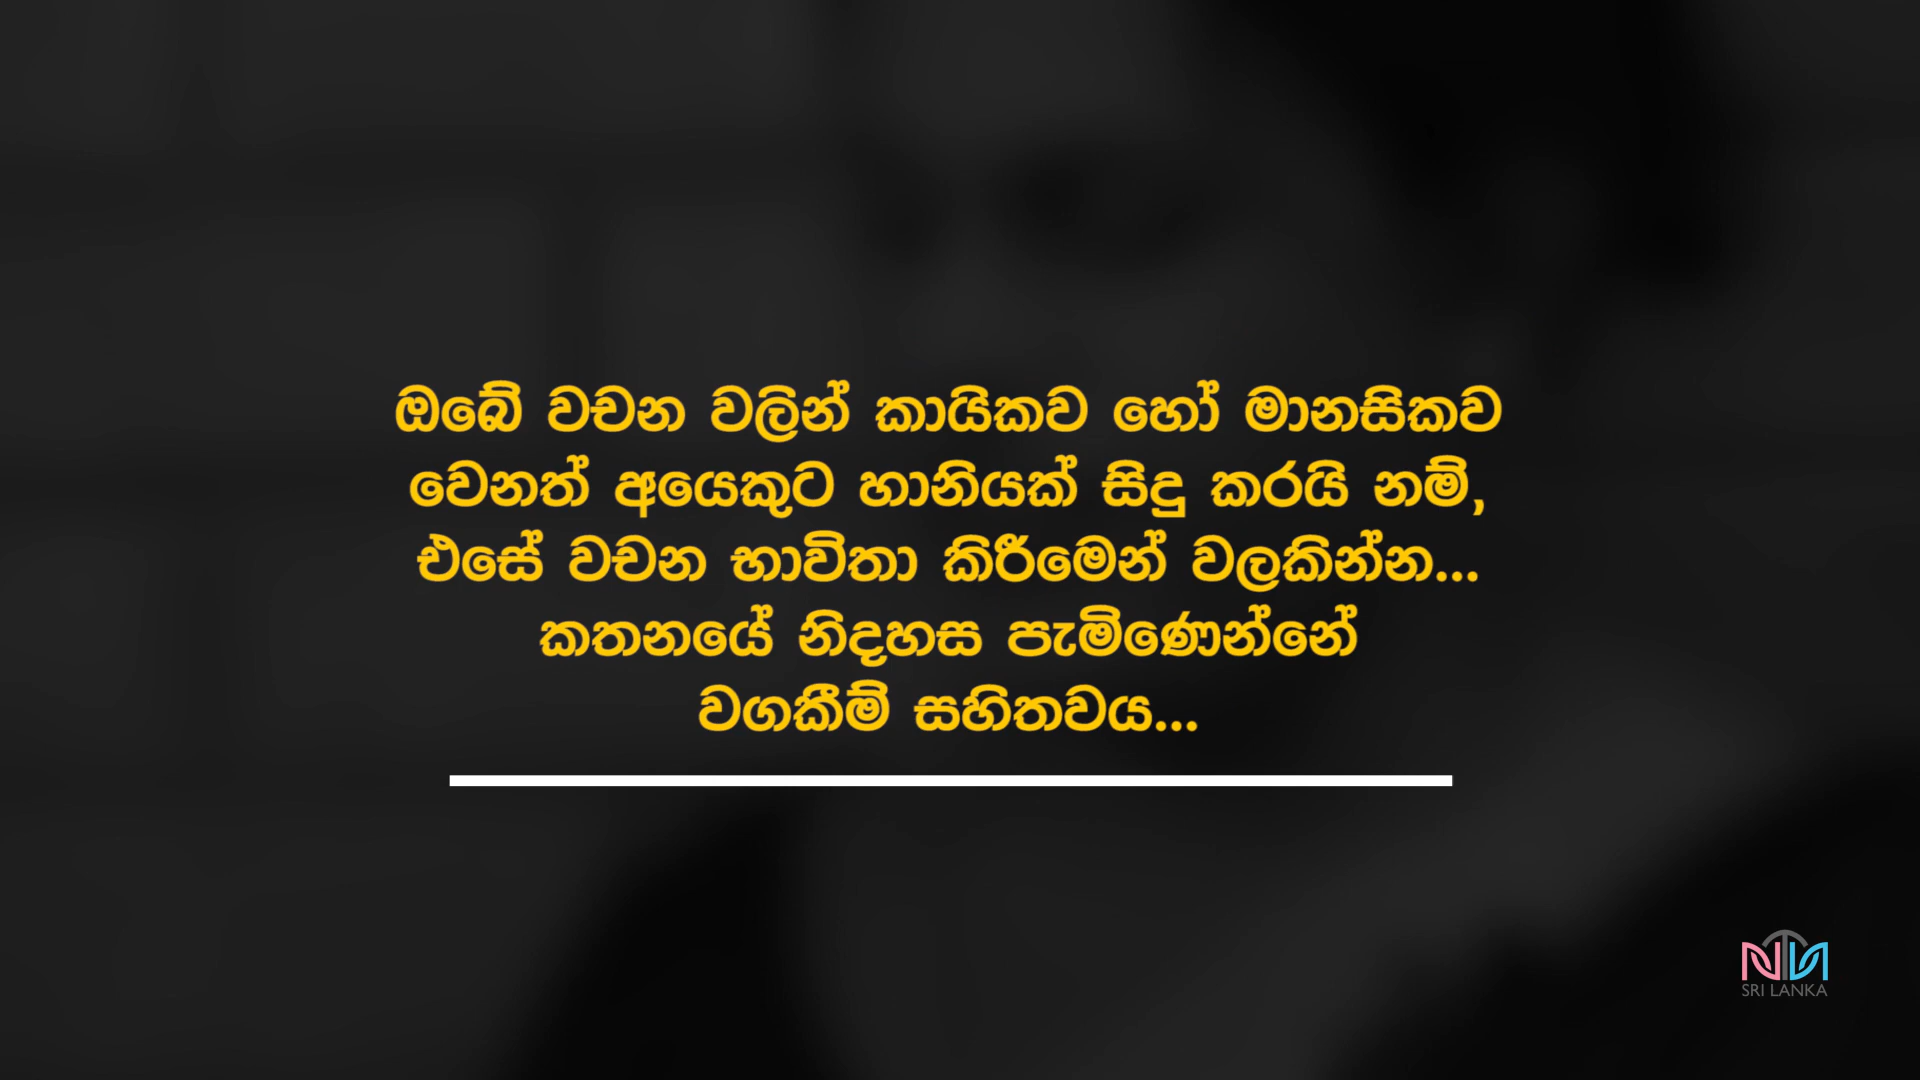 ඔබේ වචන වලින් කායිකව හෝ මානසිකව
වෙනත් අයෙකුට හානියක් සිදු කරයි නම්,
එසේ වචන භාවිතා කිරීමෙන් වලකින්න...
කතනයේ නිදහස පැමිණෙන්නේ
වගකීම් සහිතවය...
SRI LANKA